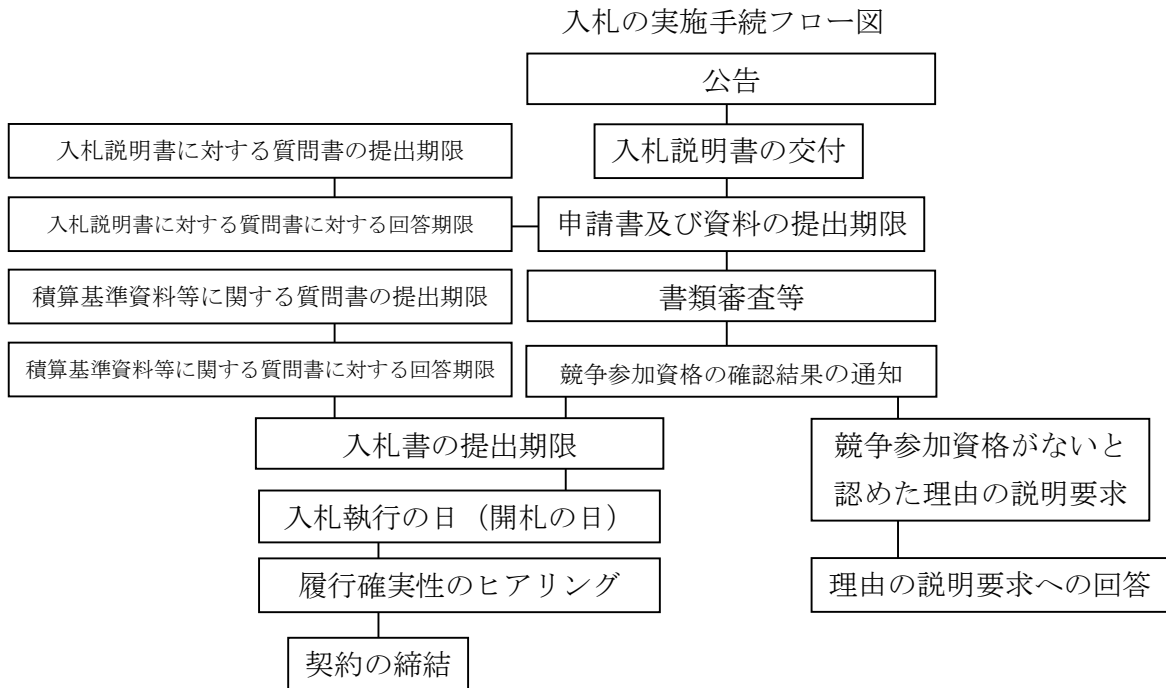 入札の実施手続フロー図
公告
入札説明書に対する質問書の提出期限
入札説明書の交付
入札説明書に対する質問書に対する回答期限
申請書及び資料の提出期限
積算基準資料等に関する質問書の提出期限
書類審査等
積算基準資料等に関する質問書に対する回答期限
競争参加資格の確認結果の通知
入札書の提出期限
競争参加資格がないと
認めた理由の説明要求
入札執行の日（開札の日）
履行確実性のヒアリング
理由の説明要求への回答
契約の締結